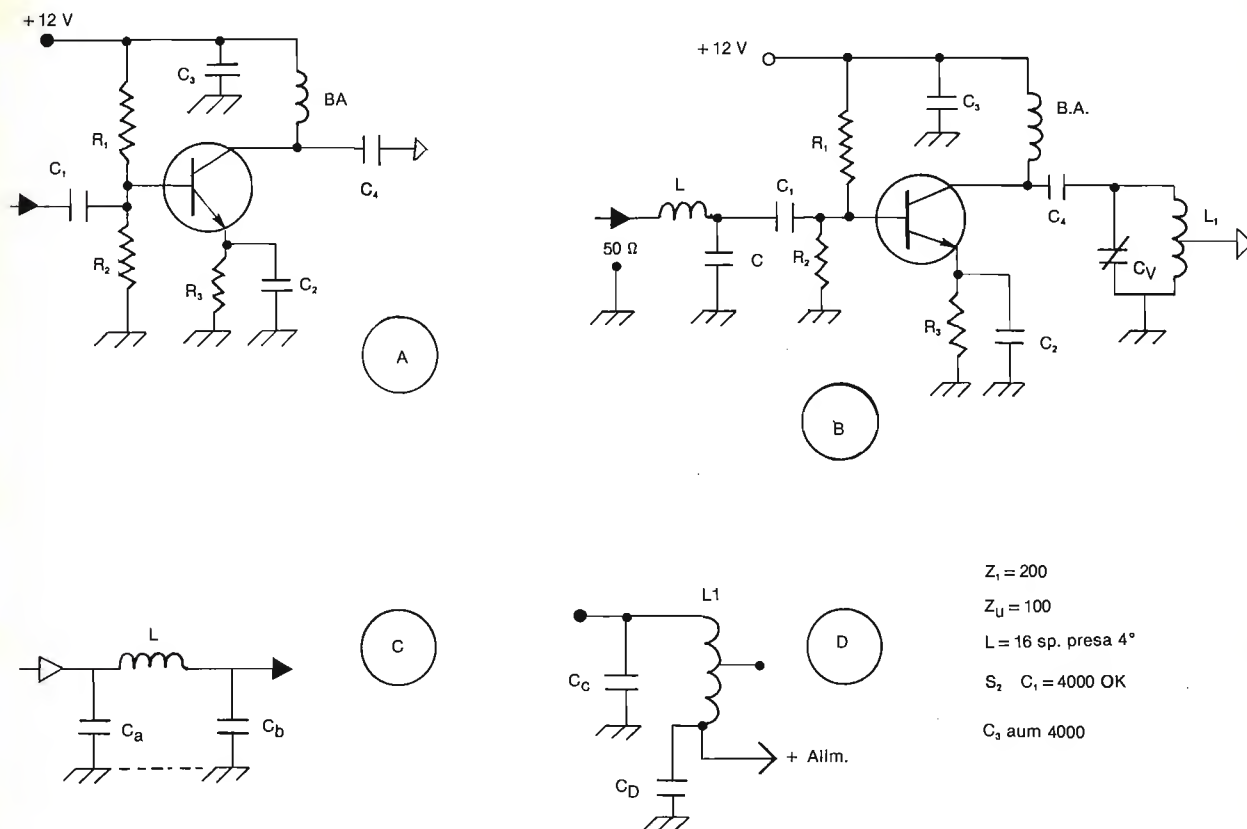 + 12 V
C₃
BA
R₁
C₁
C₄
R₂
R₃
C₂
A
+ 12 V
C₃
B.A.
R₁
L
C₁
C₄
L₁
50 Ω
C
R₂
CV
R₃
C₂
B
L
C
Ca
Cb
L1
D
CC
CD
+ Alim.
Z₁ = 200
ZU = 100
L = 16 sp. presa 4°
S₂ C₁ = 4000 OK
C₃ aum 4000